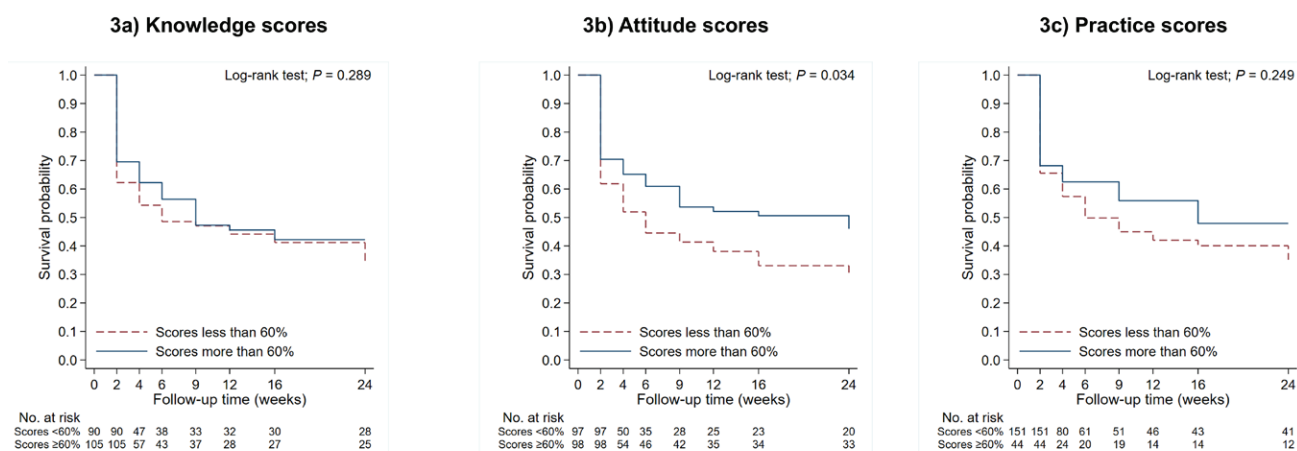 3a) Knowledge scores
Log-rank test; P = 0.289
Survival probability
1.0
0.9
0.8
0.7
0.6
0.5
0.4
0.3
0.2
0.1
0.0
Scores less than 60%
Scores more than 60%
0 2 4 6 9 12 16 24
Follow-up time (weeks)
No. at risk
Scores <60% 90 90 47 38 33 32 30 28
Scores ≥60% 105 105 57 43 37 28 27 25
3b) Attitude scores
Log-rank test; P = 0.034
Survival probability
1.0
0.9
0.8
0.7
0.6
0.5
0.4
0.3
0.2
0.1
0.0
Scores less than 60%
Scores more than 60%
0 2 4 6 9 12 16 24
Follow-up time (weeks)
No. at risk
Scores <60% 97 97 50 35 28 25 23 20
Scores ≥60% 98 98 54 46 42 35 34 33
3c) Practice scores
Log-rank test; P = 0.249
Survival probability
1.0
0.9
0.8
0.7
0.6
0.5
0.4
0.3
0.2
0.1
0.0
Scores less than 60%
Scores more than 60%
0 2 4 6 9 12 16 24
Follow-up time (weeks)
No. at risk
Scores <60% 151 151 80 61 51 46 43 41
Scores ≥60% 44 44 24 20 19 14 14 12